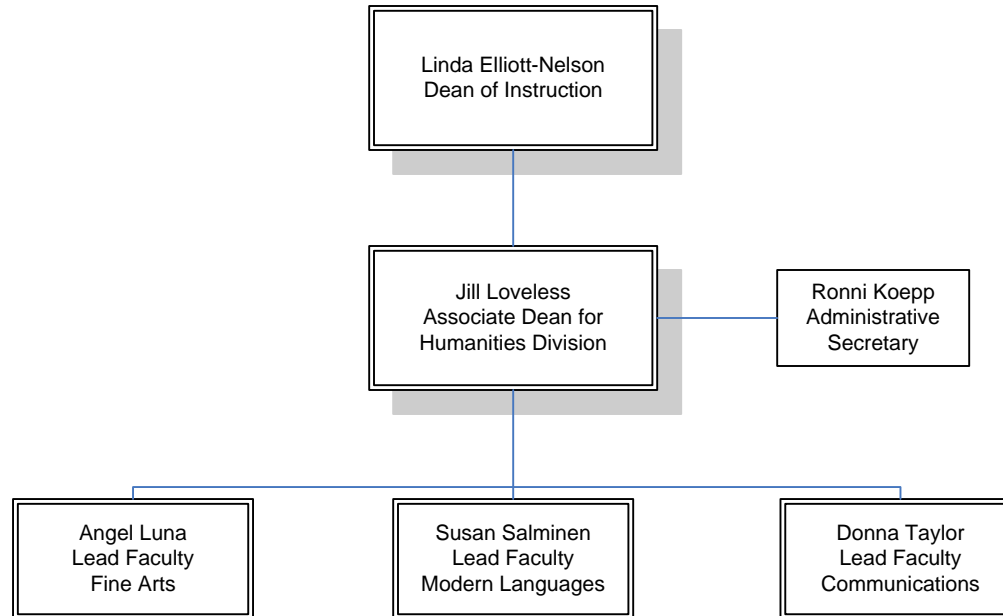 Linda Elliott-Nelson
Dean of Instruction
Jill Loveless
Associate Dean for
Humanities Division
Ronni Koepp
Administrative
Secretary
Angel Luna
Lead Faculty
Fine Arts
Susan Salminen
Lead Faculty
Modern Languages
Donna Taylor
Lead Faculty
Communications